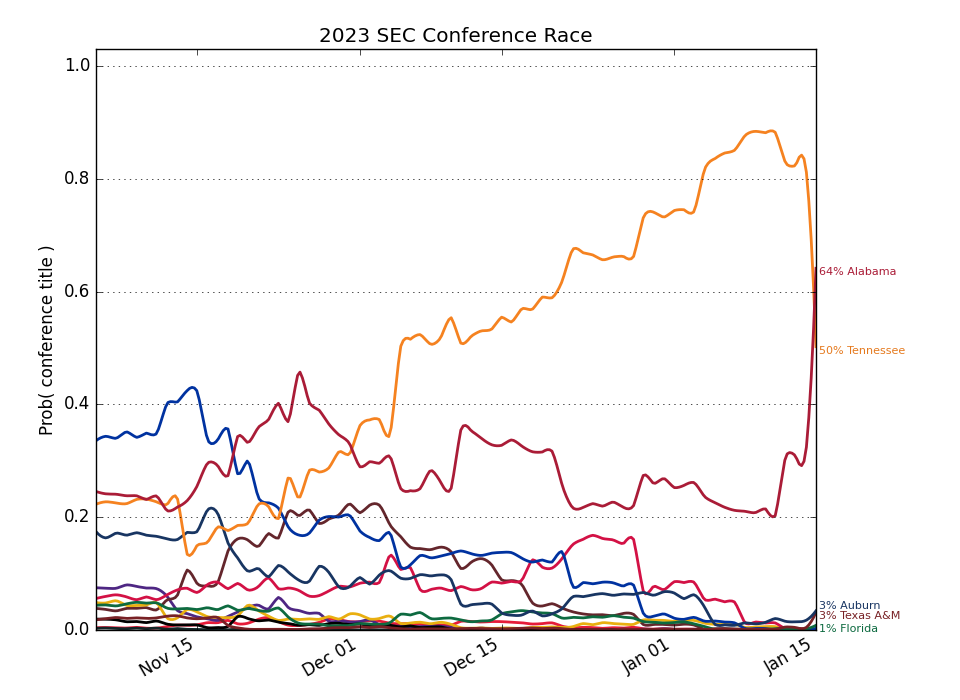 2023 SEC Conference Race
Prob( conference title )
1.0
0.8
0.6
0.4
0.2
0.0
Nov 15
Dec 01
Dec 15
Jan 01
Jan 15
64% Alabama
50% Tennessee
3% Auburn
3% Texas A&M
1% Florida